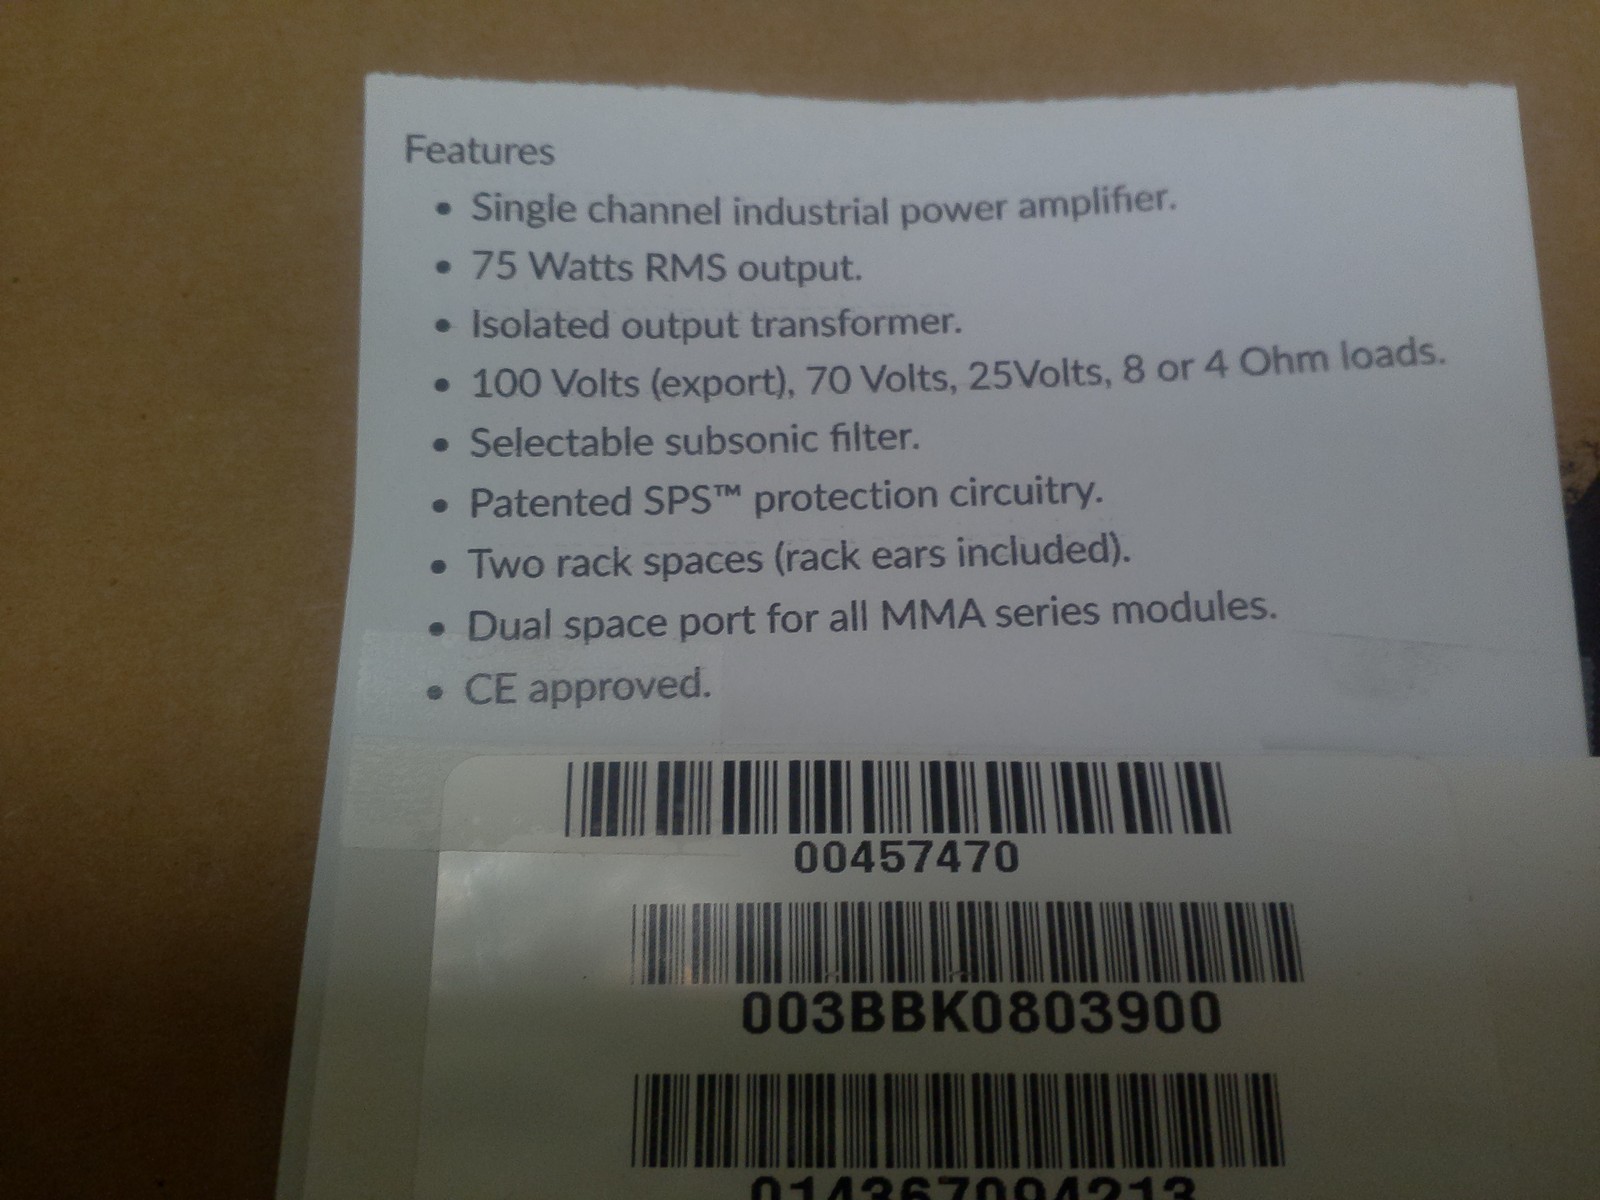 Features
• Single channel industrial power amplifier.
• 75 Watts RMS output.
• Isolated output transformer.
• 100 Volts (export), 70 Volts, 25Volts, 8 or 4 Ohm loads.
• Selectable subsonic filter.
• Patented SPS™ protection circuitry.
• Two rack spaces (rack ears included).
• Dual space port for all MMA series modules.
• CE approved.
00457470
003BBK0803900
014367094213